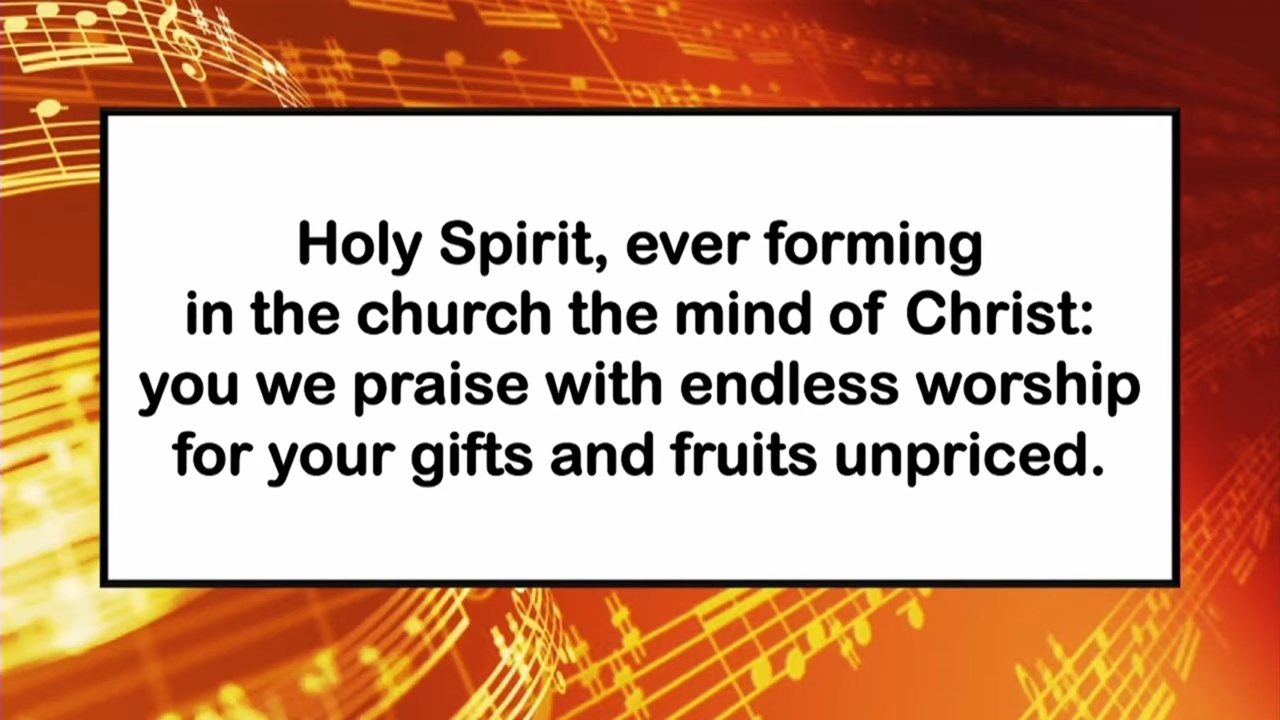 Holy Spirit, ever forming
in the church the mind of Christ:
you we praise with endless worship
for your gifts and fruits unpriced.